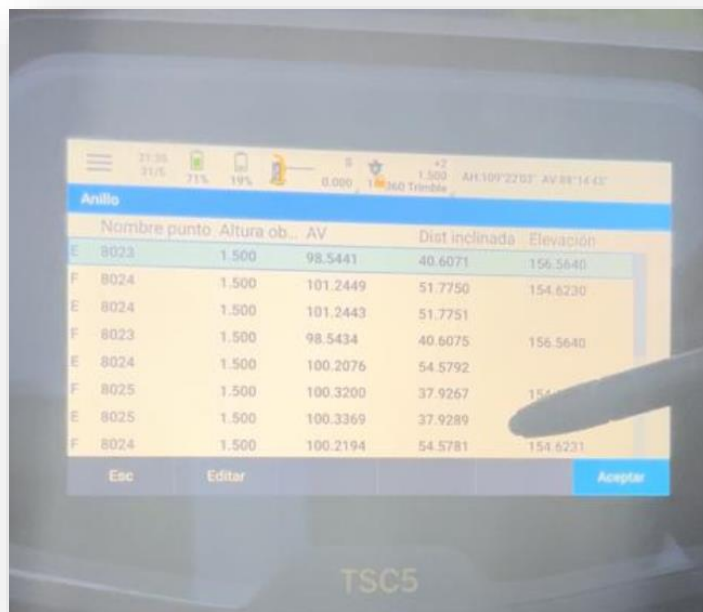 21:35 S +2
31/5 71% 19% 0.000 1.500 AH:109°22'03" AV:88°14'43"
360 Trimble
Anillo
Nombre punto Altura ob... AV Dist inclinada Elevación
E 8023 1.500 98.5441 40.6071 156.5640
F 8024 1.500 101.2449 51.7750 154.6230
E 8024 1.500 101.2443 51.7751
F 8023 1.500 98.5434 40.6075 156.5640
E 8024 1.500 100.2076 54.5792
F 8025 1.500 100.3200 37.9267
E 8025 1.500 100.3369 37.9289
F 8024 1.500 100.2194 54.5781 154.6231
Esc Editar Aceptar
TSC5